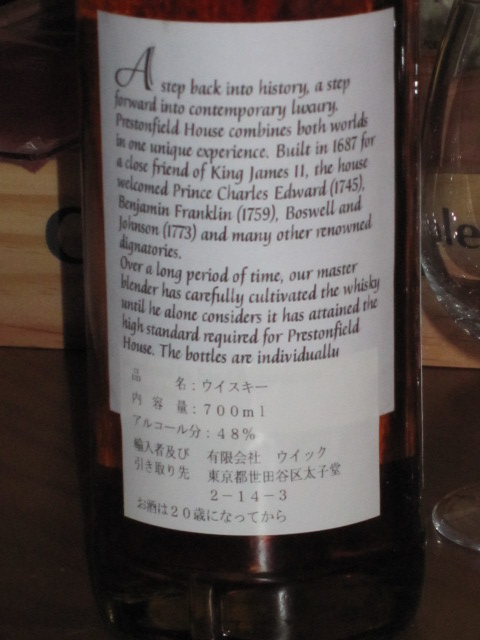 A step back into history, a step
forward into contemporary luxury.
Prestonfield House combines both worlds
in one unique experience. Built in 1687 for
a close friend of King James II, the house
welcomed Prince Charles Edward (1745),
Benjamin Franklin (1759), Boswell and
Johnson (1773) and many other renowned
dignatories.
Over a long period of time, our master
blender has carefully cultivated the whisky
until he alone considers it has attained the
high standard required for Prestonfield
House. The bottles are individually
品　　名：ウイスキー
内　容　量：７００ｍｌ
アルコール分：４８％
輸入者及び　有限会社　ウイック
引き取り先　東京都世田谷区太子堂
２－１４－３
お酒は２０歳になってから
le